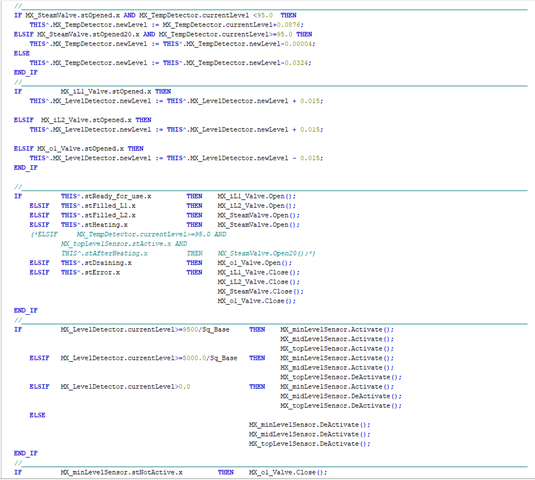 //
IF MX_SteamValve.stOpened.x AND MX_TempDetector.currentLevel <95.0 THEN
THIS^.MX_TempDetector.newLevel := MX_TempDetector.currentLevel+0.0876;
ELSIF MX_SteamValve.stOpened20.x AND MX_TempDetector.currentLevel>=95.0 THEN
THIS^.MX_TempDetector.newLevel := THIS^.MX_TempDetector.newLevel-0.00004;
ELSE
THIS^.MX_TempDetector.newLevel := THIS^.MX_TempDetector.newLevel-0.0324;
END_IF
//
IF MX_iL1_Valve.stOpened.x THEN
THIS^.MX_LevelDetector.newLevel := THIS^.MX_LevelDetector.newLevel + 0.015;
ELSIF MX_iL2_Valve.stOpened.x THEN
THIS^.MX_LevelDetector.newLevel := THIS^.MX_LevelDetector.newLevel + 0.015;
ELSIF MX_ol_Valve.stOpened.x THEN
THIS^.MX_LevelDetector.newLevel := THIS^.MX_LevelDetector.newLevel - 0.015;
END_IF
//
IF THIS^.stReady_for_use.x THEN MX_iL1_Valve.Open();
ELSIF THIS^.stFilled_L1.x THEN MX_iL2_Valve.Open();
ELSIF THIS^.stFilled_L2.x THEN MX_SteamValve.Open();
ELSIF THIS^.stHeating.x THEN MX_SteamValve.Open();
(*ELSIF MX_TempDetector.currentLevel>=95.0 AND
MX_topLevelSensor.stActive.x AND
THIS^.stAfterHeating.x THEN MX_SteamValve.Open20();*)
ELSIF THIS^.stDraining.x THEN MX_ol_Valve.Open();
ELSIF THIS^.stError.x THEN MX_iL1_Valve.Close();
MX_iL2_Valve.Close();
MX_SteamValve.Close();
MX_ol_Valve.Close();
END_IF
//
IF MX_LevelDetector.currentLevel>=9500/Sq_Base THEN MX_minLevelSensor.Activate();
MX_midLevelSensor.Activate();
MX_topLevelSensor.Activate();
ELSIF MX_LevelDetector.currentLevel>=5000.0/Sq_Base THEN MX_minLevelSensor.Activate();
MX_midLevelSensor.Activate();
MX_topLevelSensor.DeActivate();
ELSIF MX_LevelDetector.currentLevel>0.0 THEN MX_minLevelSensor.Activate();
MX_midLevelSensor.DeActivate();
MX_topLevelSensor.DeActivate();
ELSE
MX_minLevelSensor.DeActivate();
MX_midLevelSensor.DeActivate();
MX_topLevelSensor.DeActivate();
END_IF
//
IF MX_minLevelSensor.stNotActive.x THEN MX_ol_Valve.Close();